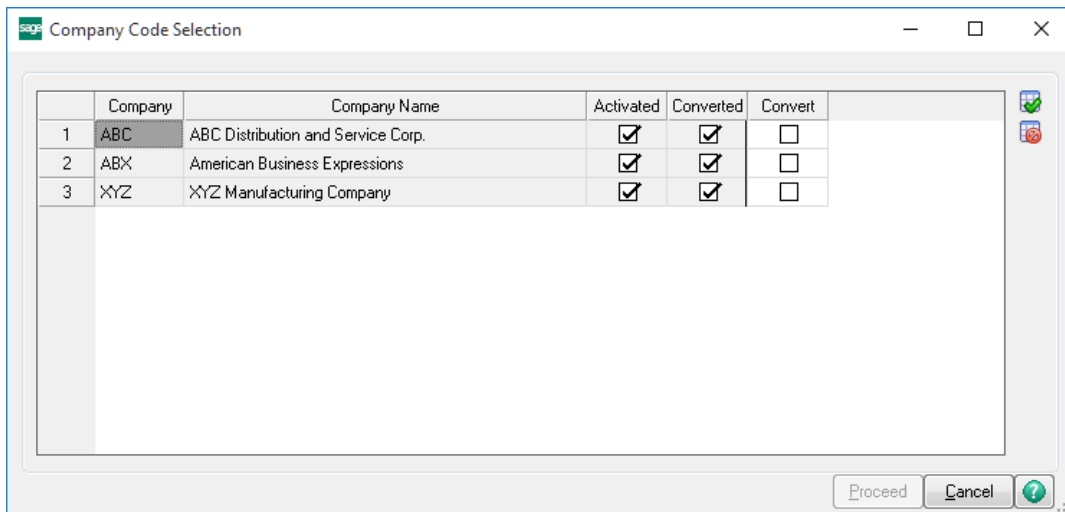 sage Company Code Selection
Company Company Name Activated Converted Convert
1 ABC ABC Distribution and Service Corp.
2 ABX American Business Expressions
3 XYZ XYZ Manufacturing Company
Proceed Cancel ?